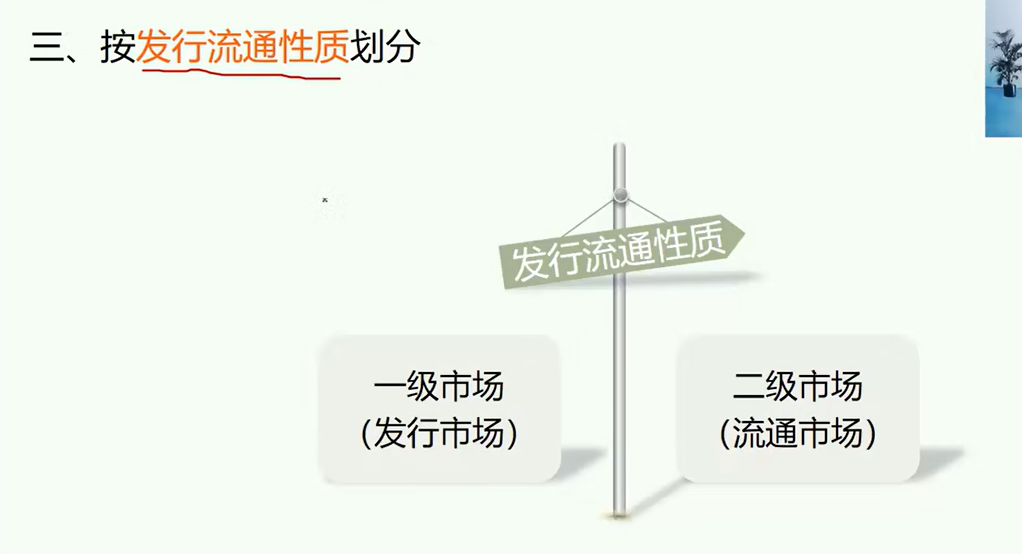 三、按发行流通性质划分
发行流通性质
一级市场
（发行市场）
二级市场
（流通市场）